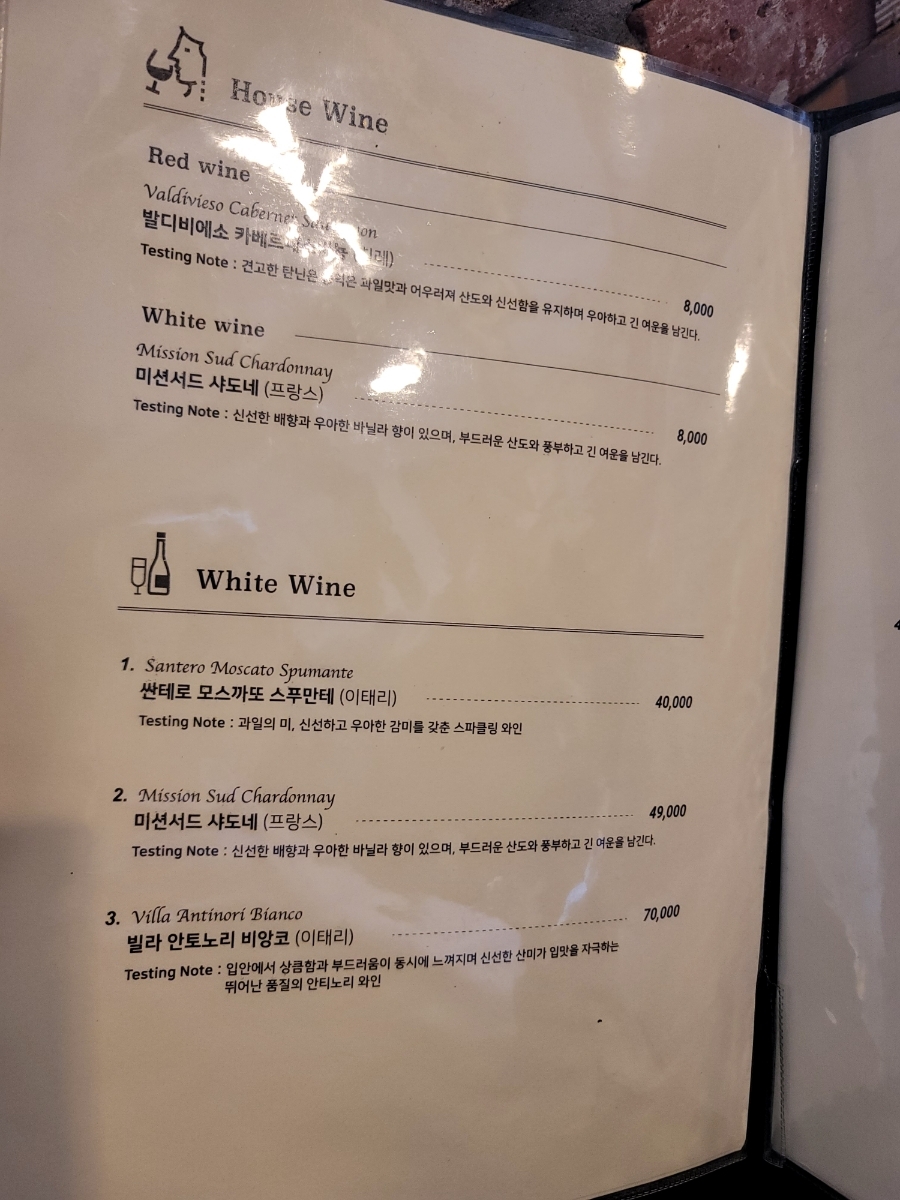 House Wine
Red wine
Valdivieso Cabernet
발디비에소
8,000
Testing Note : 견고한 탄닌은 과일맛과 어우러져 산도와 신선함을 유지하며 우아하고 긴 여운을 남긴다.
White wine
Mission Sud Chardonnay
미션서드 샤도네 (프랑스)
8,000
Testing Note : 신선한 배향과 우아한 바닐라 향이 있으며, 부드러운 산도와 풍부하고 긴 여운을 남긴다.
White Wine
1. Santero Moscato Spumante
싼테로 모스까또 스푸만테 (이태리)
40,000
Testing Note : 과일의 미, 신선하고 우아한 감미를 갖춘 스파클링 와인
2. Mission Sud Chardonnay
미션서드 샤도네 (프랑스)
49,000
Testing Note : 신선한 배향과 우아한 바닐라 향이 있으며, 부드러운 산도와 풍부하고 긴 여운을 남긴다.
3. Villa Antinori Bianco
빌라 안토노리 비앙코 (이태리)
70,000
Testing Note : 입안에서 상큼함과 부드러움이 동시에 느껴지며 신선한 산미가 입맛을 자극하는
뛰어난 품질의 안티노리 와인